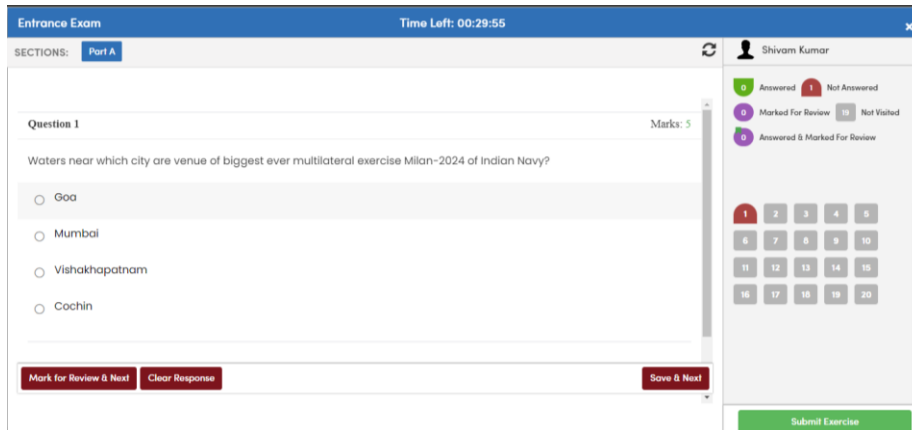 Entrance Exam
Time Left: 00:29:55
×
SECTIONS: Part A
Shivam Kumar
0 Answered 1 Not Answered
0 Marked For Review 19 Not Visited
0 Answered & Marked For Review
Question 1
Marks: 5
Waters near which city are venue of biggest ever multilateral exercise Milan-2024 of Indian Navy?
Goa
Mumbai
Vishakhapatnam
Cochin
1 2 3 4 5
6 7 8 9 10
11 12 13 14 15
16 17 18 19 20
Mark for Review & Next
Clear Response
Save & Next
Submit Exercise